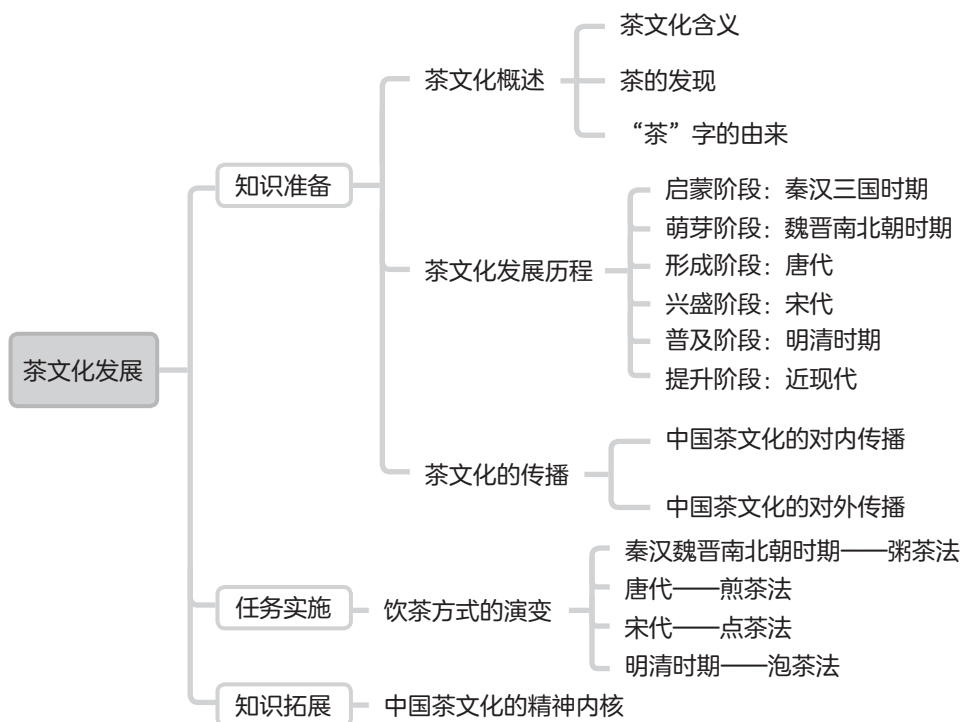 茶文化发展
知识准备
茶文化概述
茶文化含义
茶的发现
“茶”字的由来
茶文化发展历程
启蒙阶段：秦汉三国时期
萌芽阶段：魏晋南北朝时期
形成阶段：唐代
兴盛阶段：宋代
普及阶段：明清时期
提升阶段：近现代
茶文化的传播
中国茶文化的对内传播
中国茶文化的对外传播
任务实施
饮茶方式的演变
秦汉魏晋南北朝时期——粥茶法
唐代——煎茶法
宋代——点茶法
明清时期——泡茶法
知识拓展
中国茶文化的精神内核